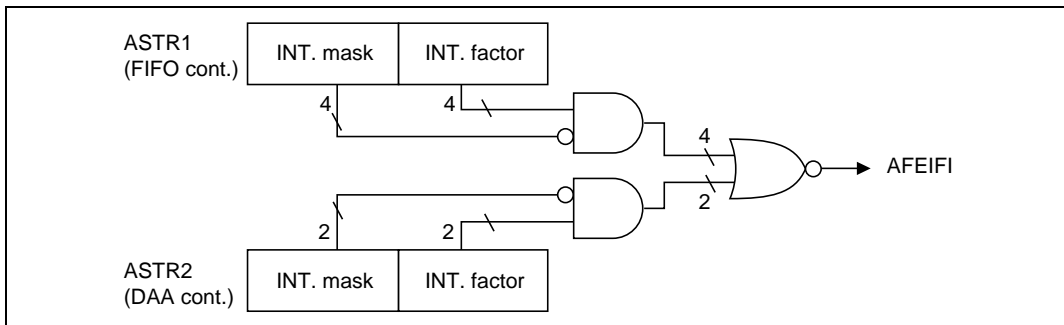 ASTR1
(FIFO cont.)
INT. mask
INT. factor
4
4
4
AFEIFI
2
2
2
ASTR2
(DAA cont.)
INT. mask
INT. factor